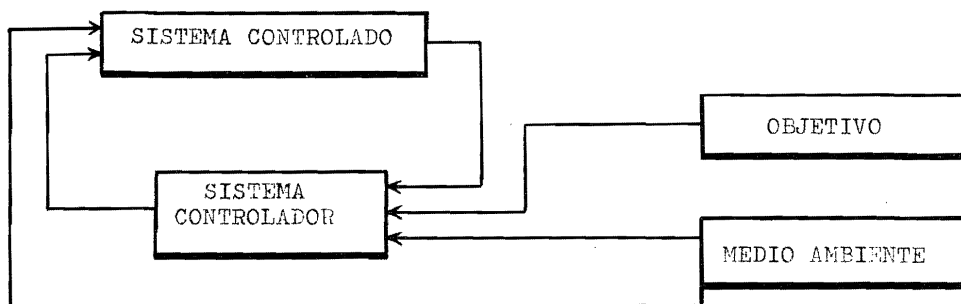 SISTEMA CONTROLADO
OBJETIVO
SISTEMA
CONTROLADOR
MEDIO AMBIENTE